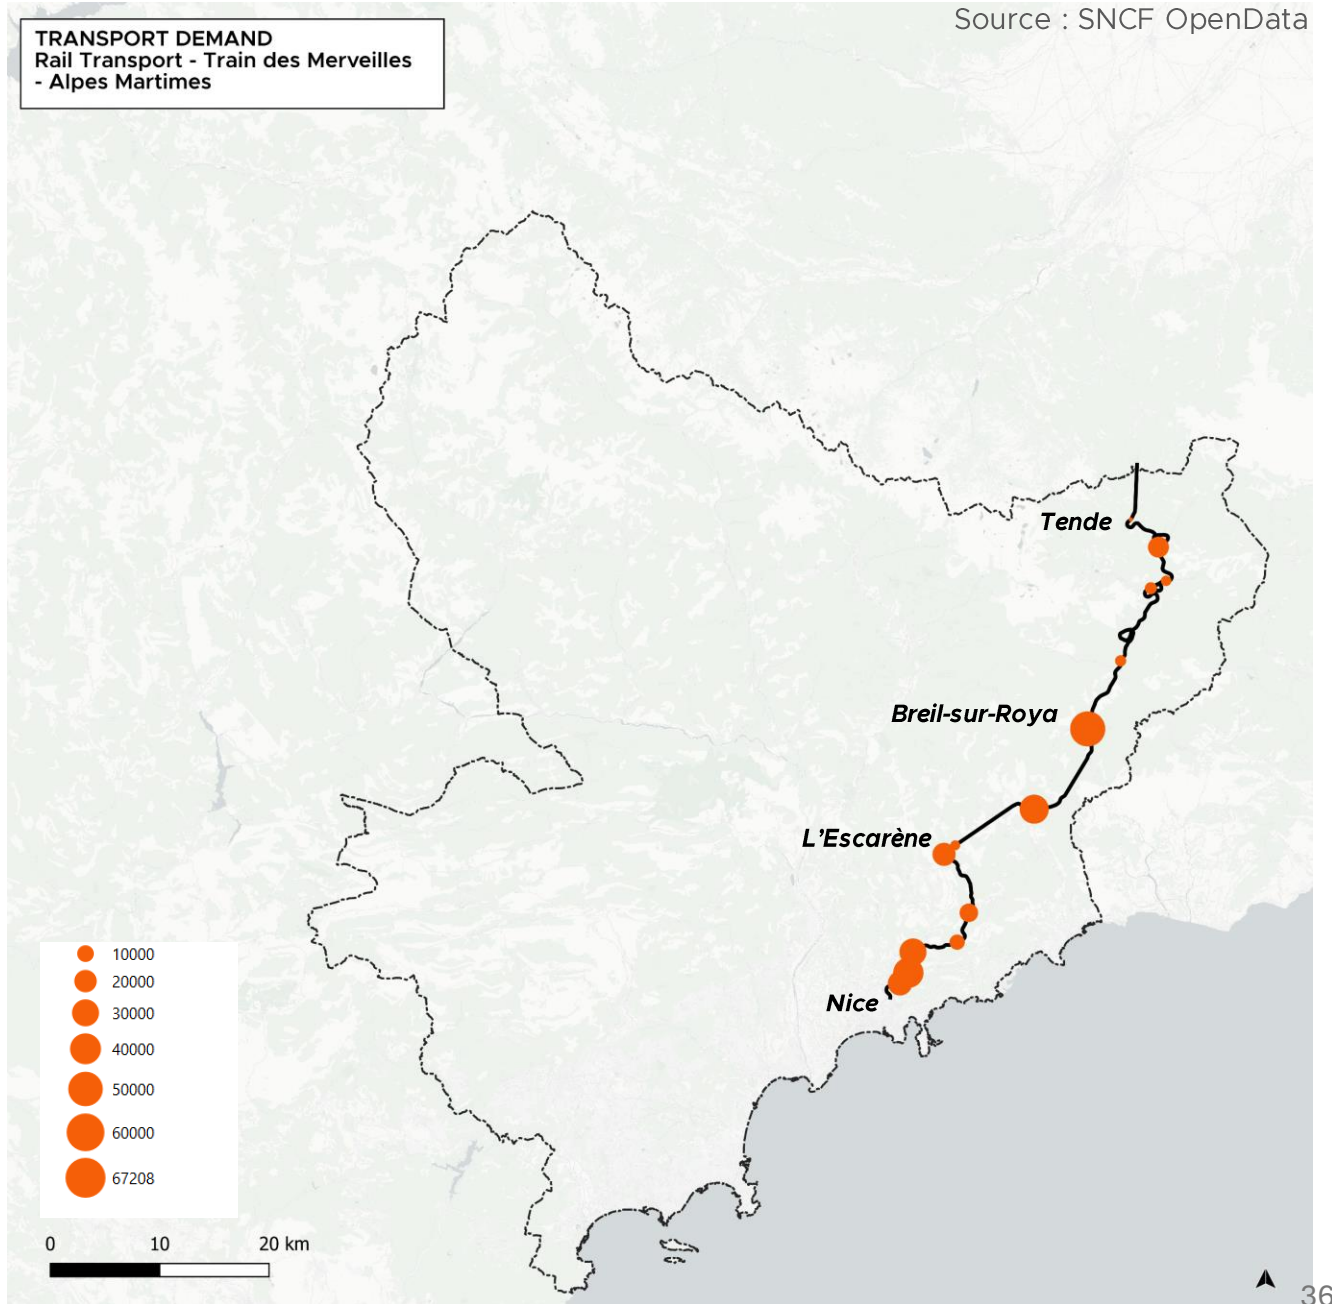 Source : SNCF OpenData
TRANSPORT DEMAND
Rail Transport - Train des Merveilles
- Alpes Martimes
Tende
Breil-sur-Roya
L'Escarène
Nice
10000
20000
30000
40000
50000
60000
67208
0 10 20 km
36